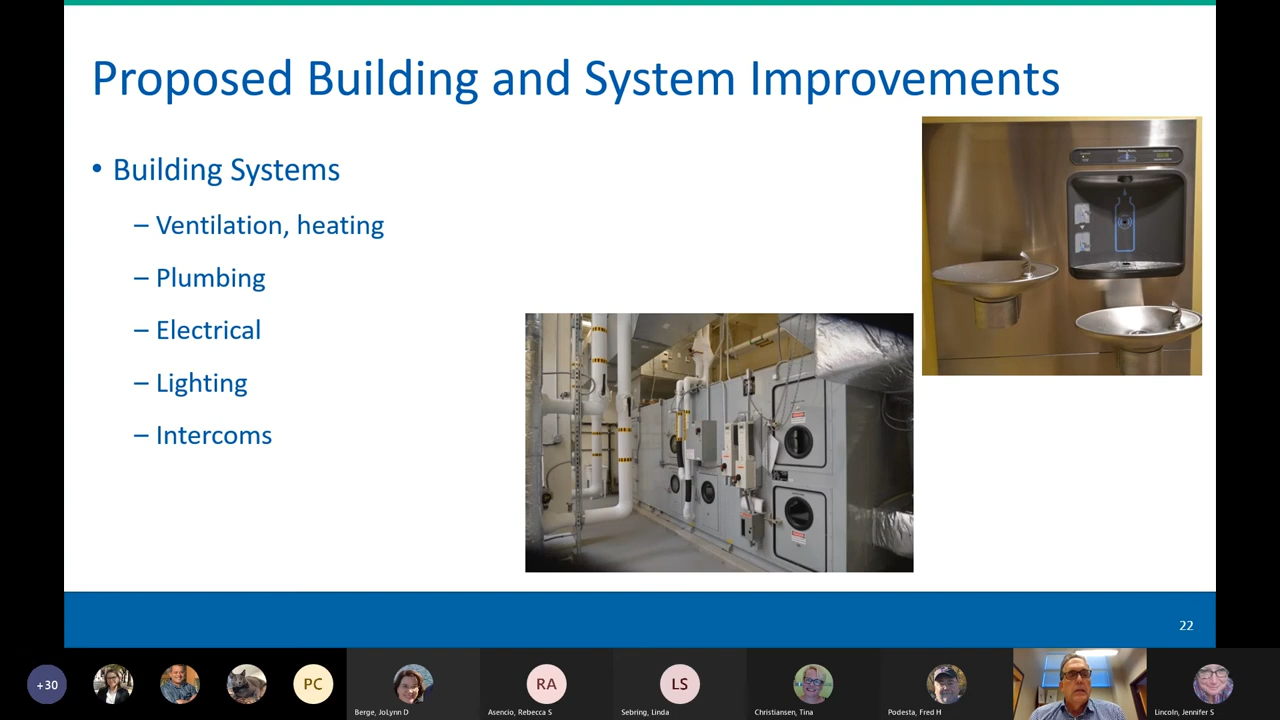 Proposed Building and System Improvements
• Building Systems
– Ventilation, heating
– Plumbing
– Electrical
– Lighting
– Intercoms
22
+30
PC
RA
LS
Berge, JoLynn D
Asencio, Rebecca S
Sebring, Linda
Christiansen, Tina
Podesta, Fred H
Lincoln, Jennifer S